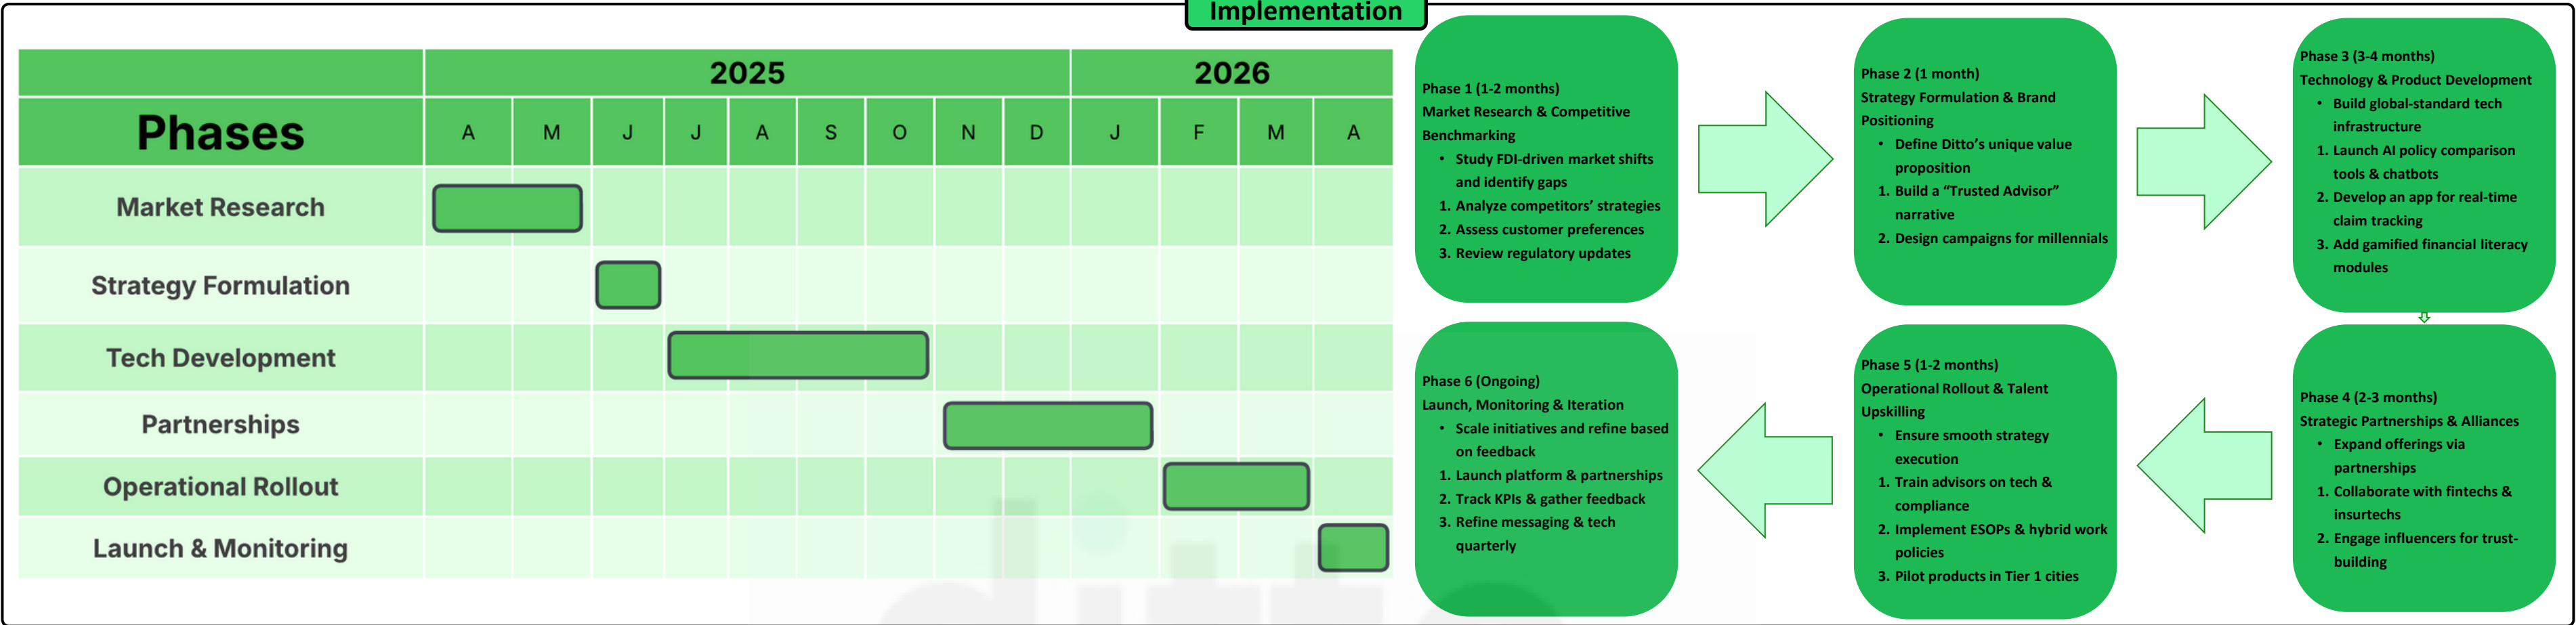 Implementation
2025 2026
Phases A M J J A S O N D J F M A
Market Research
Strategy Formulation
Tech Development
Partnerships
Operational Rollout
Launch & Monitoring
Phase 1 (1-2 months)
Market Research & Competitive
Benchmarking
• Study FDI-driven market shifts
and identify gaps
1. Analyze competitors’ strategies
2. Assess customer preferences
3. Review regulatory updates
Phase 2 (1 month)
Strategy Formulation & Brand
Positioning
• Define Ditto’s unique value
proposition
1. Build a “Trusted Advisor”
narrative
2. Design campaigns for millennials
Phase 3 (3-4 months)
Technology & Product Development
• Build global-standard tech
infrastructure
1. Launch AI policy comparison
tools & chatbots
2. Develop an app for real-time
claim tracking
3. Add gamified financial literacy
modules
Phase 4 (2-3 months)
Strategic Partnerships & Alliances
• Expand offerings via
partnerships
1. Collaborate with fintechs &
insurtechs
2. Engage influencers for trust-
building
Phase 5 (1-2 months)
Operational Rollout & Talent
Upskilling
• Ensure smooth strategy
execution
1. Train advisors on tech &
compliance
2. Implement ESOPs & hybrid work
policies
3. Pilot products in Tier 1 cities
Phase 6 (Ongoing)
Launch, Monitoring & Iteration
• Scale initiatives and refine based
on feedback
1. Launch platform & partnerships
2. Track KPIs & gather feedback
3. Refine messaging & tech
quarterly
ditto